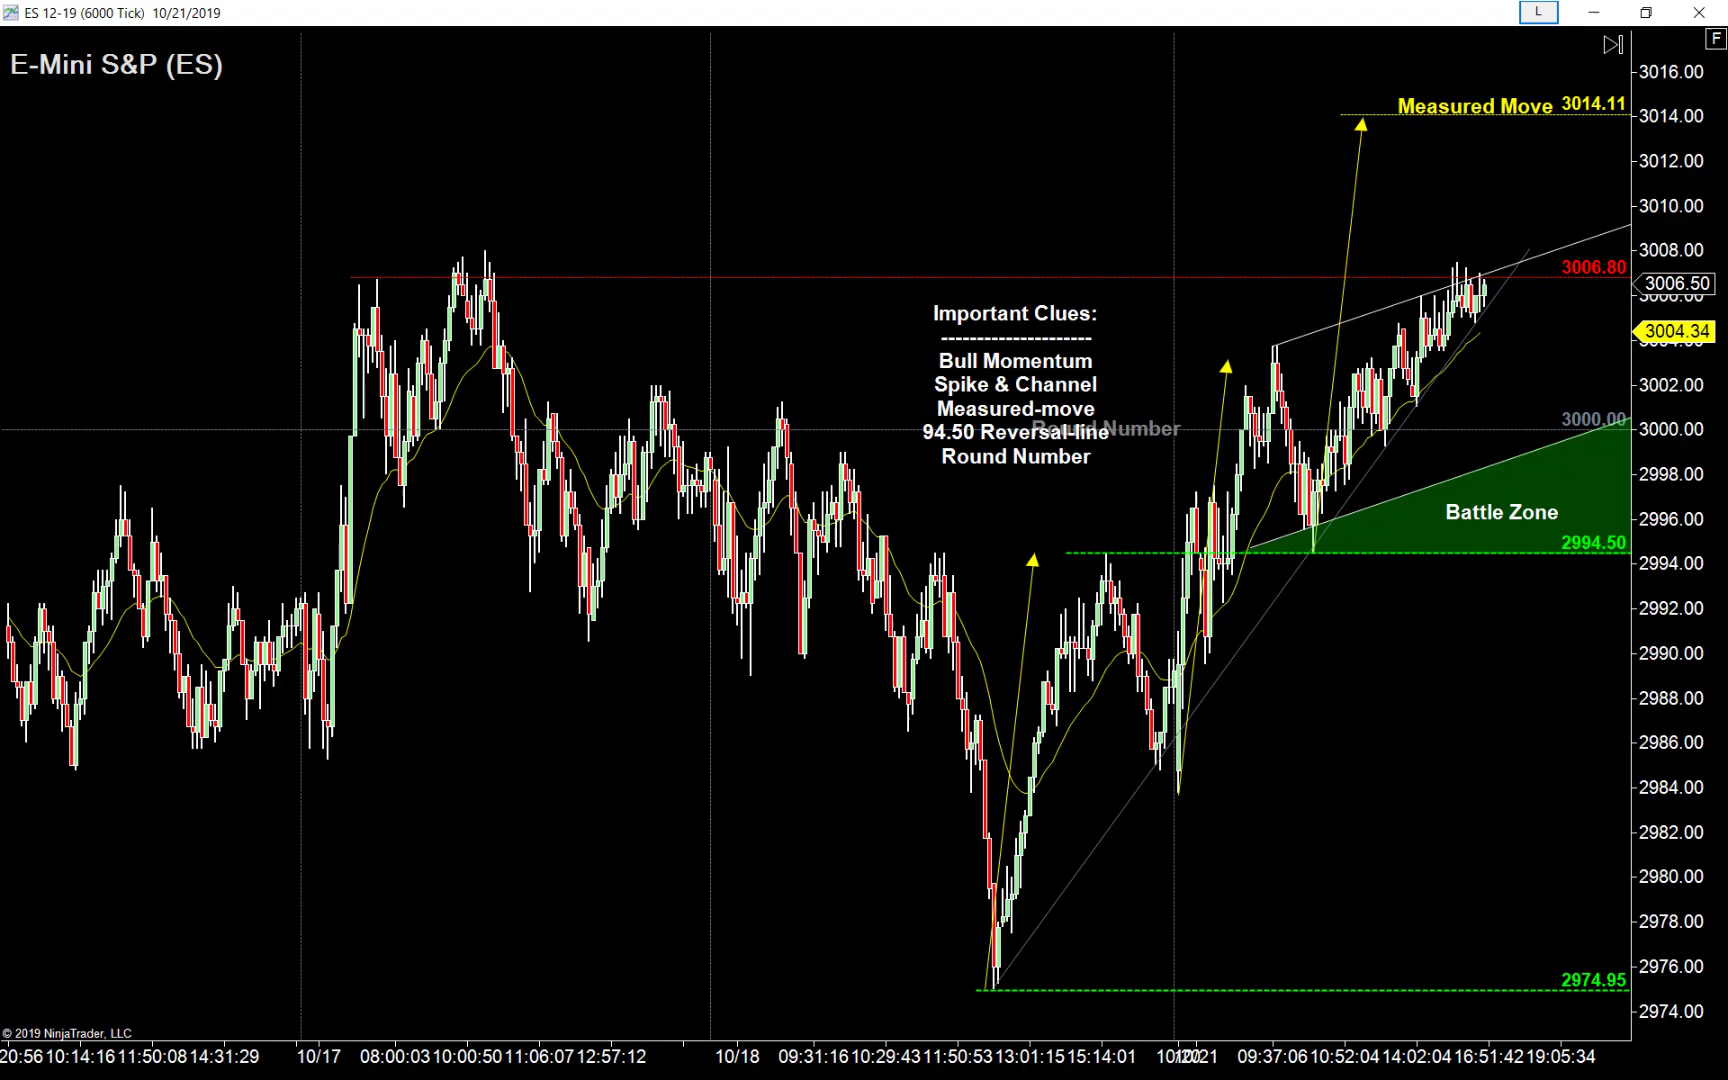 ES 12-19 (6000 Tick) 10/21/2019
L
F
E-Mini S&P (ES)
3016.00
Measured Move 3014.11
3014.00
3012.00
3010.00
3008.00
3006.80
3006.50
3006.00
3004.34
3004.00
3002.00
3000.00
3000.00
2998.00
2996.00
2994.50
2994.00
2992.00
2990.00
2988.00
2986.00
2984.00
2982.00
2980.00
2978.00
2976.00
2974.95
2974.00
Important Clues:
---------------------
Bull Momentum
Spike & Channel
Measured-move
94.50 Reversal-line
Round Number
Round Number
Battle Zone
© 2019 NinjaTrader, LLC
20:56 10:14:16 11:50:08 14:31:29 10/17 08:00:03 10:00:50 11:06:07 12:57:12 10/18 09:31:16 10:29:43 11:50:53 13:01:15 15:14:01 10/21 09:37:06 10:52:04 14:02:04 16:51:42 19:05:34